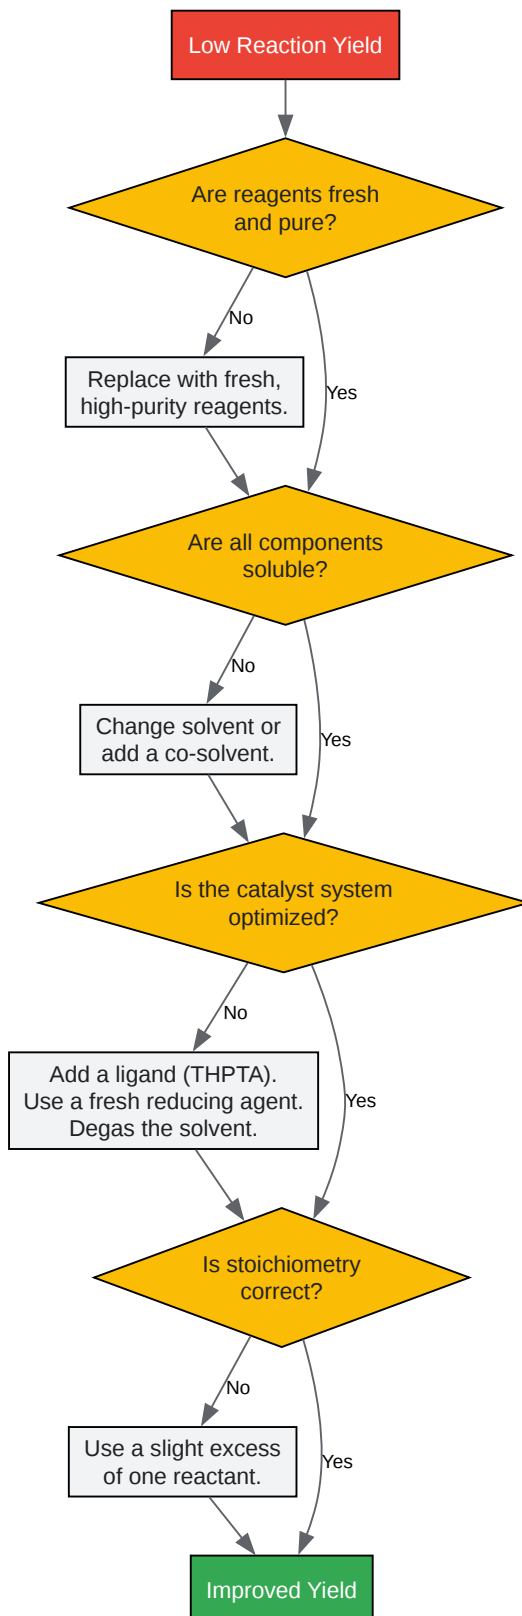 Low Reaction Yield
Are reagents fresh
and pure?
No
Replace with fresh,
high-purity reagents.
Yes
Are all components
soluble?
No
Change solvent or
add a co-solvent.
Yes
Is the catalyst system
optimized?
No
Add a ligand (THPTA).
Use a fresh reducing agent.
Degas the solvent.
Yes
Is stoichiometry
correct?
No
Use a slight excess
of one reactant.
Yes
Improved Yield